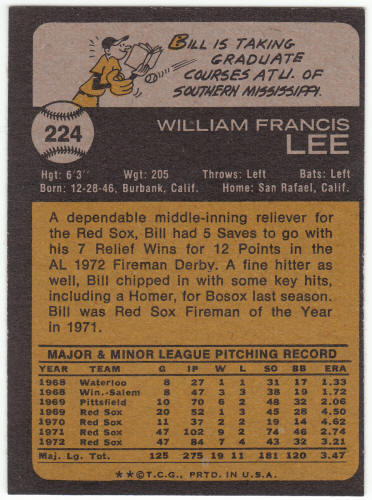 BILL IS TAKING
GRADUATE
COURSES AT U. OF
SOUTHERN MISSISSIPPI.
224
WILLIAM FRANCIS
LEE
Hgt: 6'3" Wgt: 205 Throws: Left Bats: Left
Born: 12-28-46, Burbank, Calif. Home: San Rafael, Calif.
A dependable middle-inning reliever for
the Red Sox, Bill had 5 Saves to go with
his 7 Relief Wins for 12 Points in the
AL 1972 Fireman Derby. A fine hitter as
well, Bill chipped in with some key hits,
including a Homer, for Bosox last season.
Bill was Red Sox Fireman of the Year
in 1971.
MAJOR & MINOR LEAGUE PITCHING RECORD
YEAR TEAM G IP W L SO BB ERA
1968 Waterloo 8 27 1 1 31 17 1.33
1968 Win.-Salem 8 47 3 3 38 19 1.72
1969 Pittsfield 10 70 6 2 48 32 2.06
1969 Red Sox 20 52 1 3 45 28 4.50
1970 Red Sox 11 37 2 2 19 14 4.62
1971 Red Sox 47 102 9 2 74 46 2.74
1972 Red Sox 47 84 7 4 43 32 3.21
Maj. Lg. Tot. 125 275 19 11 181 120 3.47
**©T.C.G., PRTD. IN U.S.A.